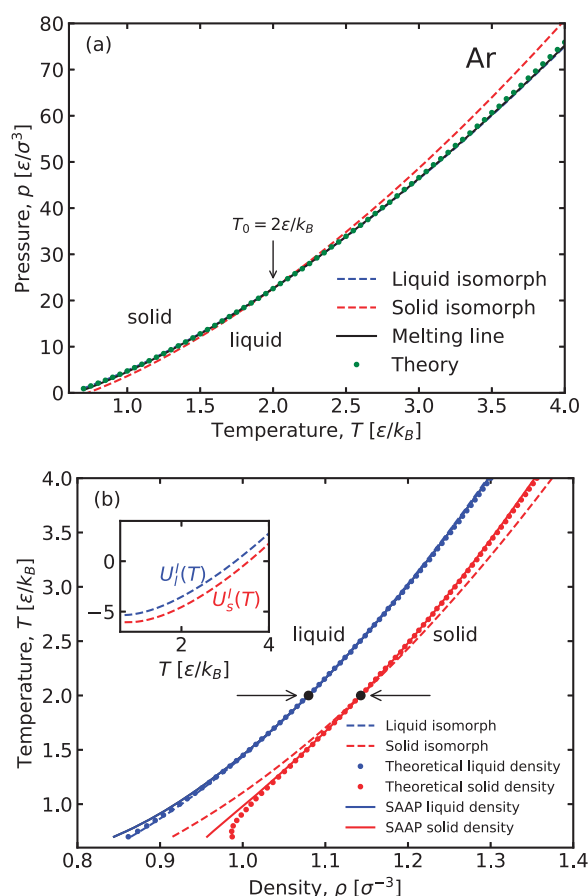 (a)
Ar
Pressure, p [ε/σ³]
80
70
60
50
40
30
20
10
0
T₀ = 2ε/k_B
solid
liquid
Liquid isomorph
Solid isomorph
Melting line
Theory
1.0 1.5 2.0 2.5 3.0 3.5 4.0
Temperature, T [ε/k_B]
(b)
Temperature, T [ε/k_B]
4.0
3.5
3.0
2.5
2.0
1.5
1.0
0
−5
U_l^I(T)
U_s^I(T)
2 4
T [ε/k_B]
liquid
solid
Liquid isomorph
Solid isomorph
Theoretical liquid density
Theoretical solid density
SAAP liquid density
SAAP solid density
0.8 0.9 1.0 1.1 1.2 1.3 1.4
Density, ρ [σ⁻³]